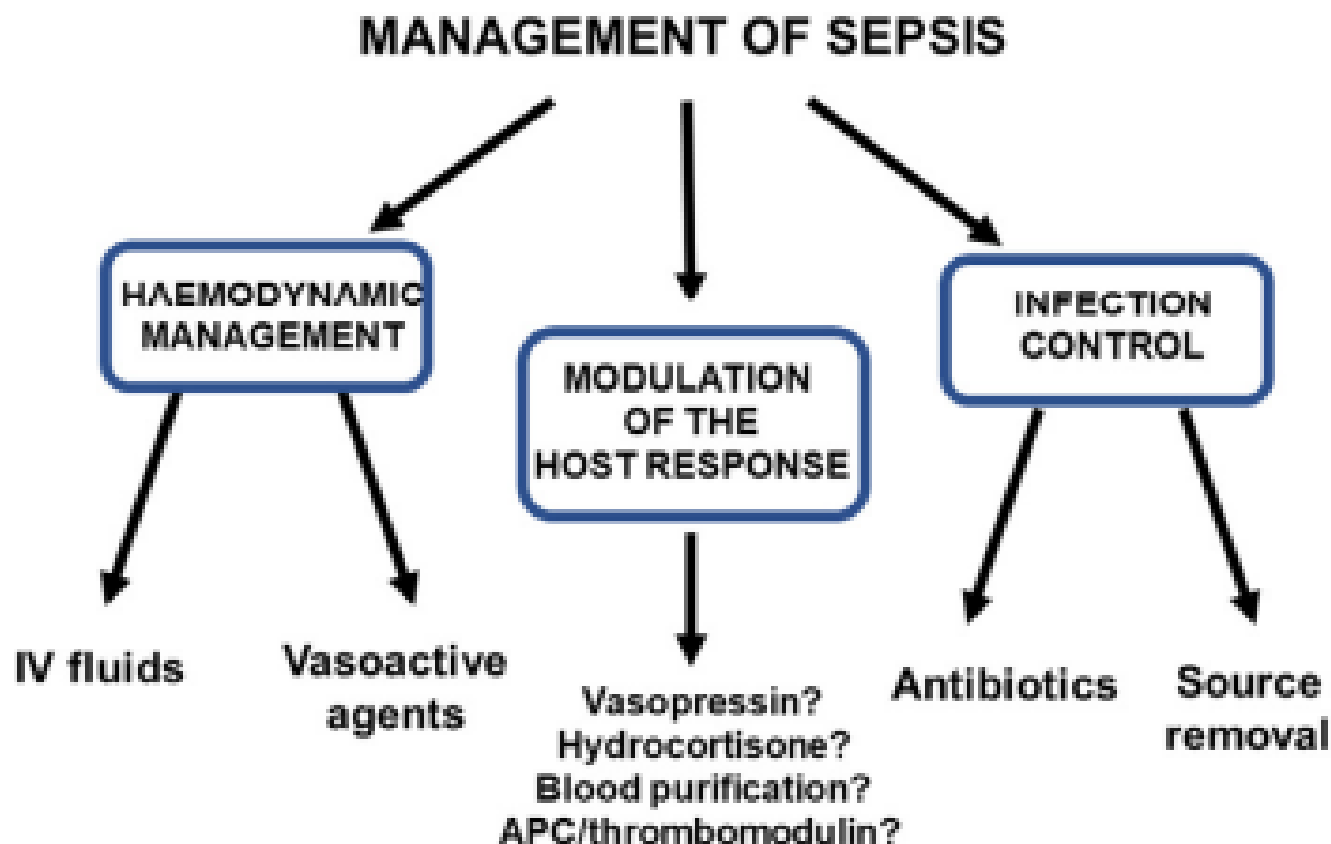 MANAGEMENT OF SEPSIS
HAEMODYNAMIC
MANAGEMENT
MODULATION
OF THE
HOST RESPONSE
INFECTION
CONTROL
IV fluids
Vasoactive
agents
Vasopressin?
Hydrocortisone?
Blood purification?
APC/thrombomodulin?
Antibiotics
Source
removal